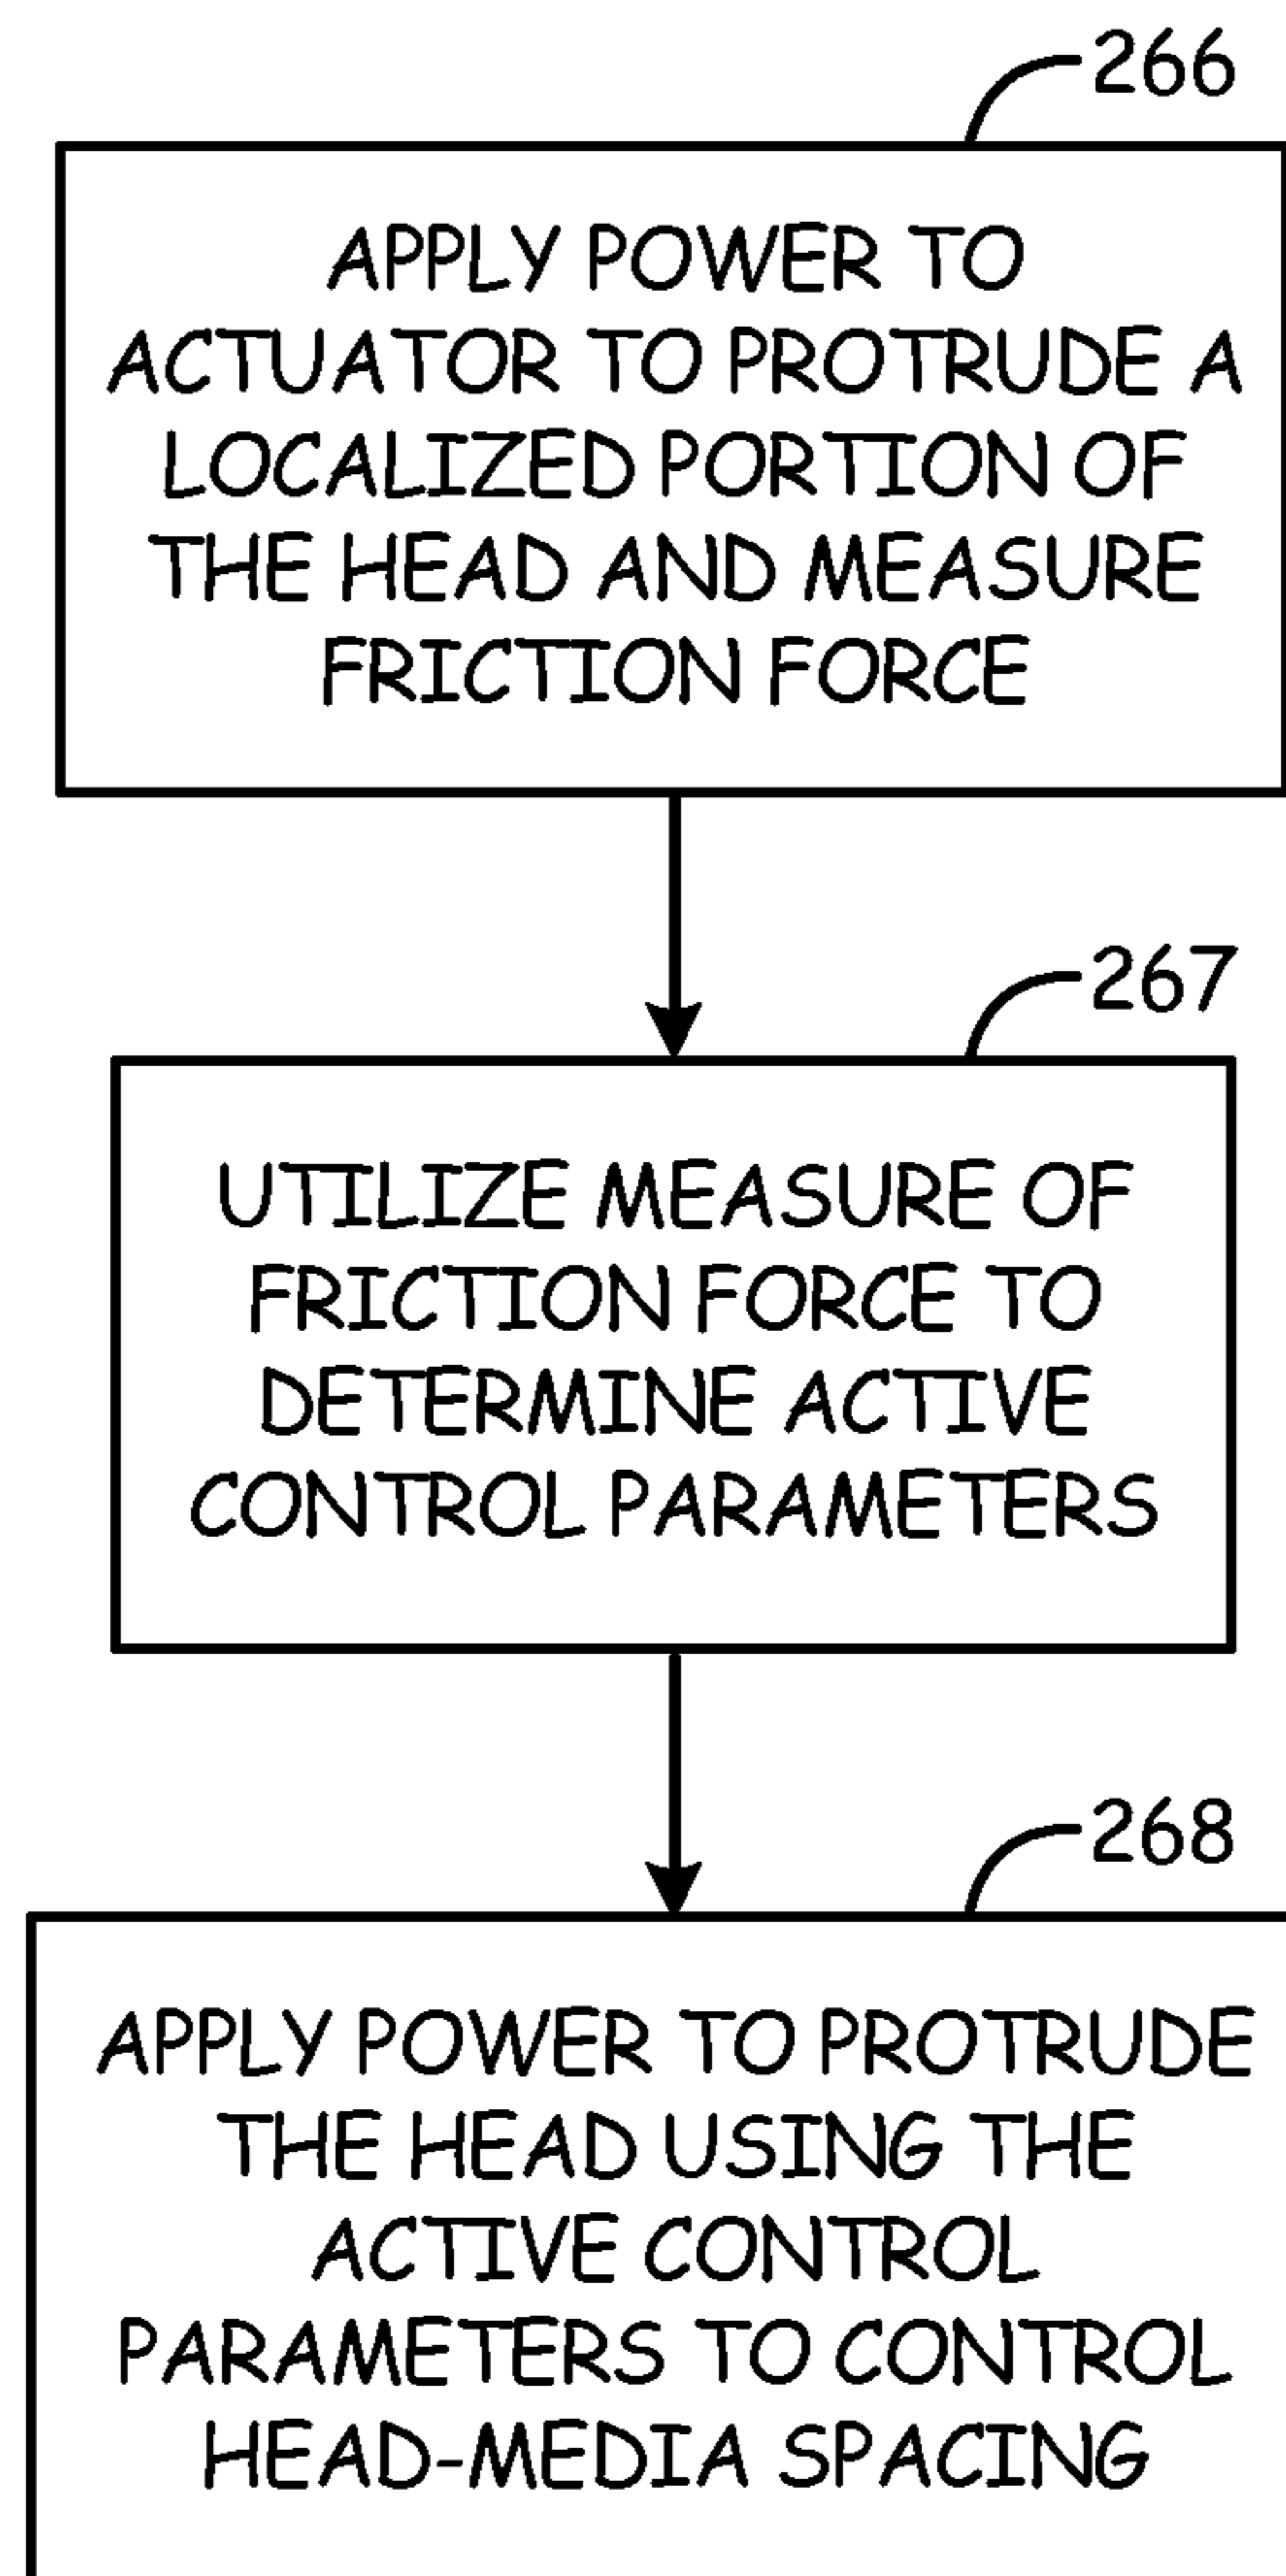 266
APPLY POWER TO
ACTUATOR TO PROTRUDE A
LOCALIZED PORTION OF
THE HEAD AND MEASURE
FRICTION FORCE
267
UTILIZE MEASURE OF
FRICTION FORCE TO
DETERMINE ACTIVE
CONTROL PARAMETERS
268
APPLY POWER TO PROTRUDE
THE HEAD USING THE
ACTIVE CONTROL
PARAMETERS TO CONTROL
HEAD-MEDIA SPACING